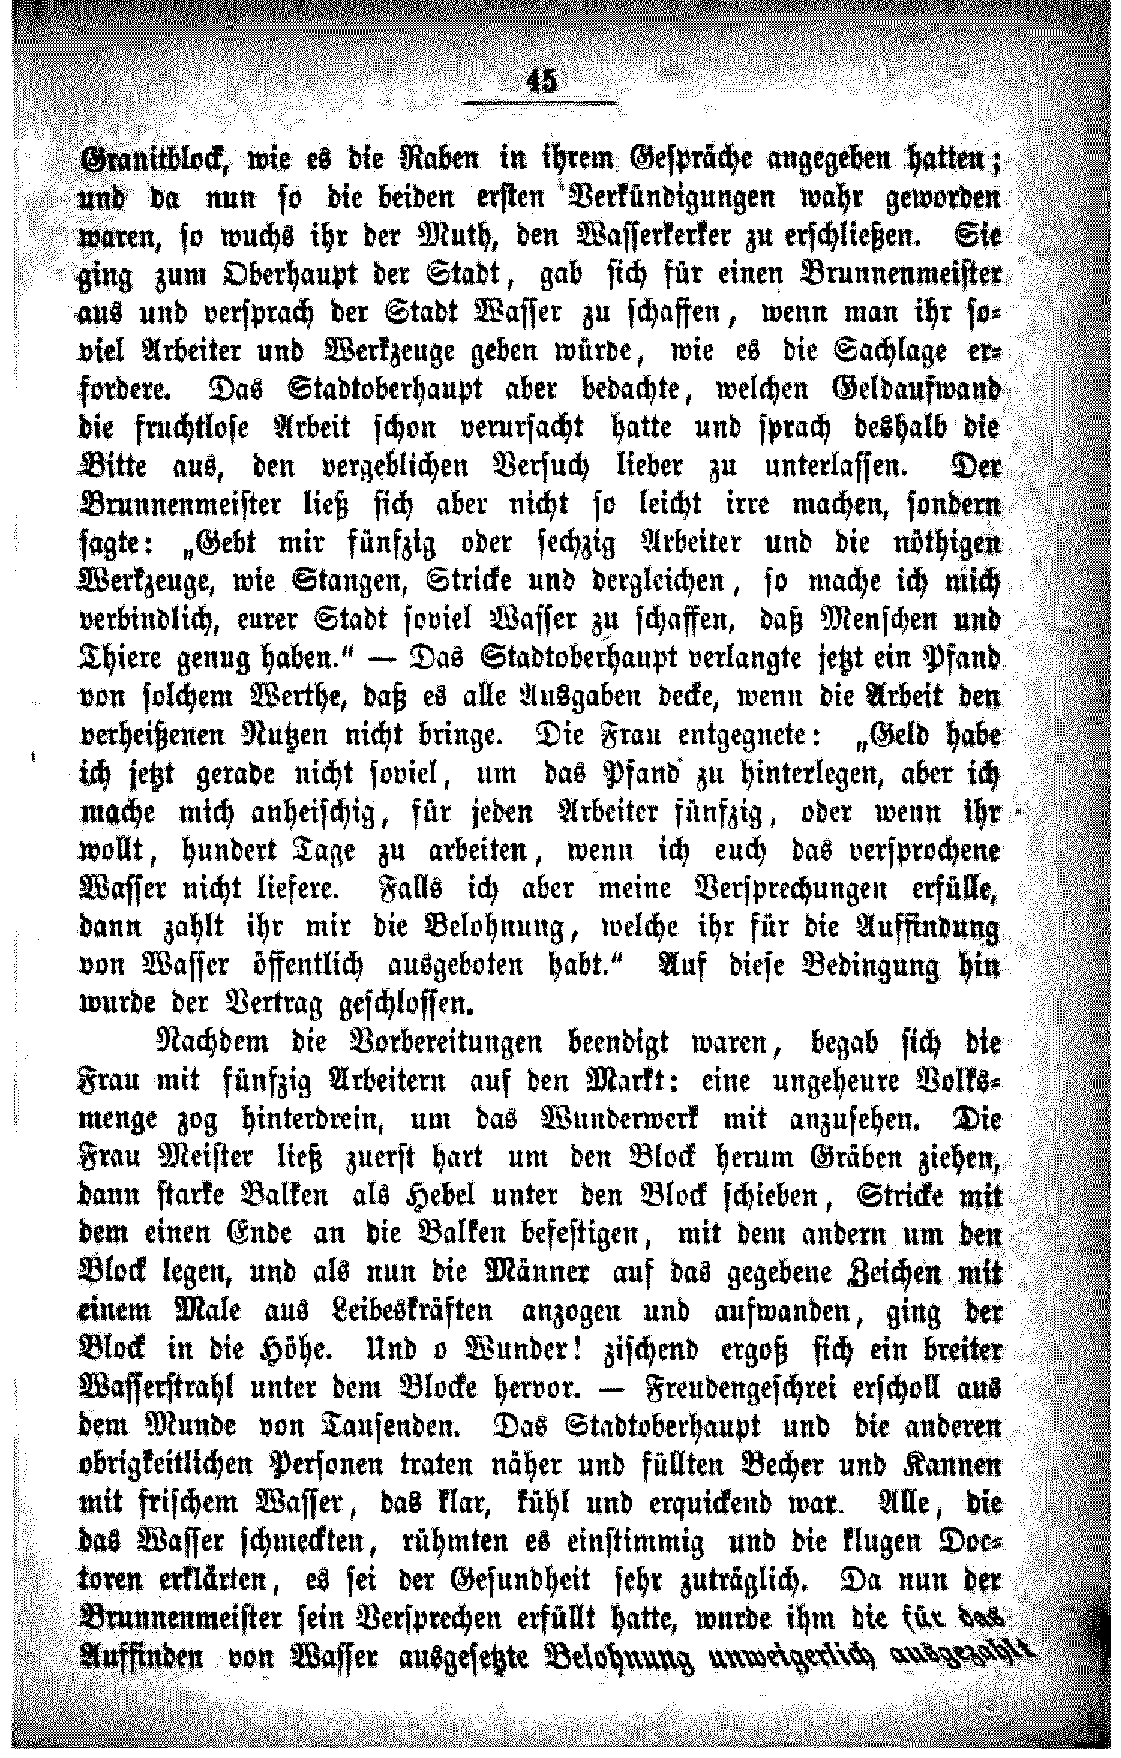 45
Granitblock, wie es die Raben in ihrem Gespräche angegeben hatten;
und da nun so die beiden ersten Verkündigungen wahr geworden
waren, so wuchs ihr der Muth, den Wasserkerker zu erschließen. Sie
ging zum Oberhaupt der Stadt, gab sich für einen Brunnenmeister
aus und versprach der Stadt Wasser zu schaffen, wenn man ihr so-
viel Arbeiter und Werkzeuge geben würde, wie es die Sachlage er-
fordere. Das Stadtoberhaupt aber bedachte, welchen Geldaufwand
die fruchtlose Arbeit schon verursacht hatte und sprach deshalb die
Bitte aus, den vergeblichen Versuch lieber zu unterlassen. Der
Brunnenmeister ließ sich aber nicht so leicht irre machen, sondern
sagte: „Gebt mir fünfzig oder sechzig Arbeiter und die nöthigen
Werkzeuge, wie Stangen, Stricke und dergleichen, so mache ich mich
verbindlich, eurer Stadt soviel Wasser zu schaffen, daß Menschen und
Thiere genug haben.“ — Das Stadtoberhaupt verlangte jetzt ein Pfand
von solchem Werthe, daß es alle Ausgaben decke, wenn die Arbeit den
verheißenen Nutzen nicht bringe. Die Frau entgegnete: „Geld habe
ich jetzt gerade nicht soviel, um das Pfand zu hinterlegen, aber ich
mache mich anheischig, für jeden Arbeiter fünfzig, oder wenn ihr
wollt, hundert Tage zu arbeiten, wenn ich euch das versprochene
Wasser nicht liefere. Falls ich aber meine Versprechungen erfülle,
dann zahlt ihr mir die Belohnung, welche ihr für die Auffindung
von Wasser öffentlich ausgeboten habt.“ Auf diese Bedingung hin
wurde der Vertrag geschlossen.
Nachdem die Vorbereitungen beendigt waren, begab sich die
Frau mit fünfzig Arbeitern auf den Markt: eine ungeheure Volks-
menge zog hinterdrein, um das Wunderwerk mit anzusehen. Die
Frau Meister ließ zuerst hart um den Block herum Gräben ziehen,
dann starke Balken als Hebel unter den Block schieben, Stricke mit
dem einen Ende an die Balken befestigen, mit dem andern um den
Block legen, und als nun die Männer auf das gegebene Zeichen mit
einem Male aus Leibeskräften anzogen und aufwanden, ging der
Block in die Höhe. Und o Wunder! zischend ergoß sich ein breiter
Wasserstrahl unter dem Blocke hervor. — Freudengeschrei erscholl aus
dem Munde von Tausenden. Das Stadtoberhaupt und die anderen
obrigkeitlichen Personen traten näher und füllten Becher und Kannen
mit frischem Wasser, das klar, kühl und erquickend war. Alle, die
das Wasser schmeckten, rühmten es einstimmig und die klugen Doc-
toren erklärten, es sei der Gesundheit sehr zuträglich. Da nun der
Brunnenmeister sein Versprechen erfüllt hatte, wurde ihm die für das
Auffinden von Wasser ausgesetzte Belohnung unweigerlich ausgezahlt